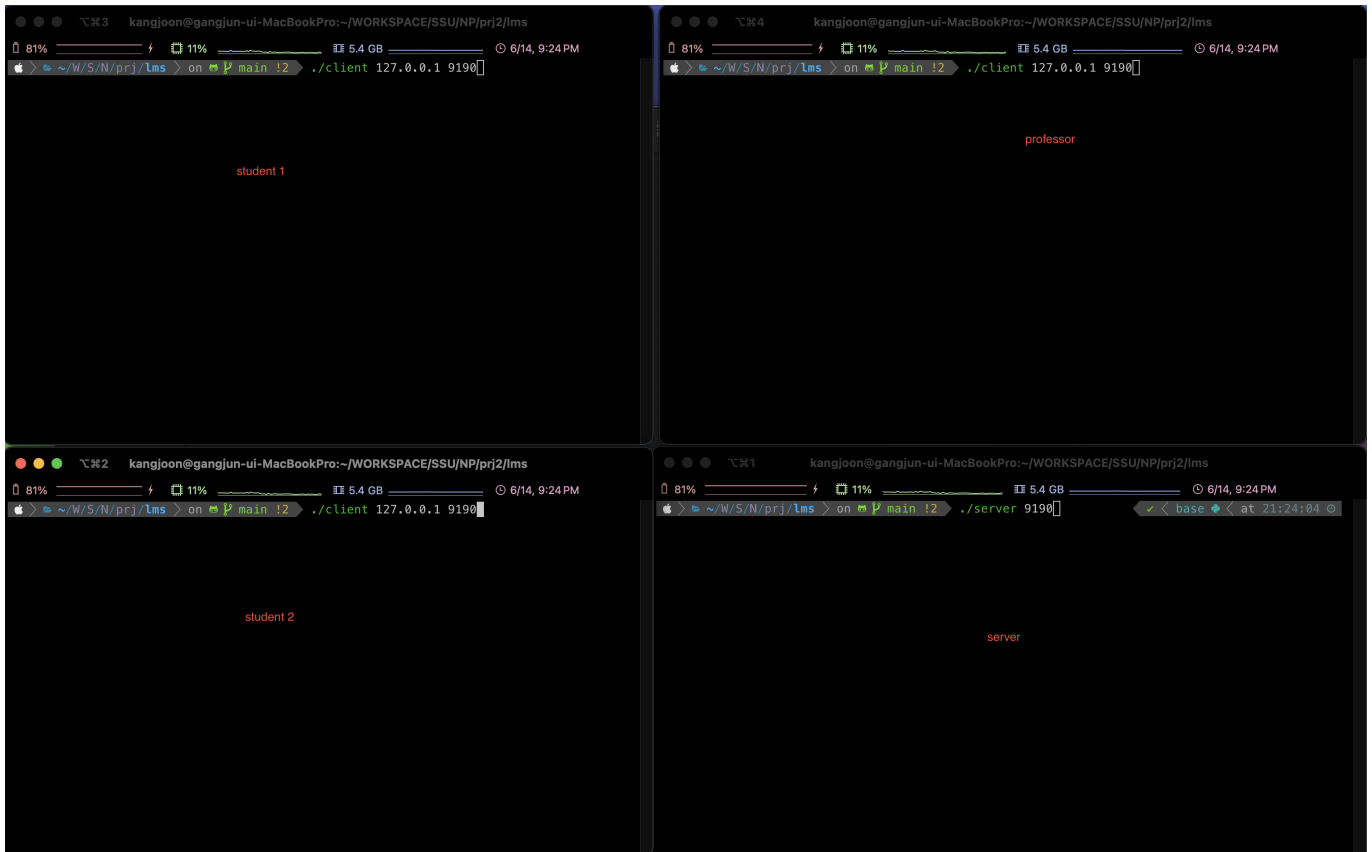 ⌥⌘3 kangjoon@gangjun-ui-MacBookPro:~/WORKSPACE/SSU/NP/prj2/lms
81% 11% 5.4 GB 6/14, 9:24 PM
~/W/S/N/prj/lms on main !2 ./client 127.0.0.1 9190
student 1
⌥⌘4 kangjoon@gangjun-ui-MacBookPro:~/WORKSPACE/SSU/NP/prj2/lms
81% 11% 5.4 GB 6/14, 9:24 PM
~/W/S/N/prj/lms on main !2 ./client 127.0.0.1 9190
professor
⌥⌘2 kangjoon@gangjun-ui-MacBookPro:~/WORKSPACE/SSU/NP/prj2/lms
81% 11% 5.4 GB 6/14, 9:24 PM
~/W/S/N/prj/lms on main !2 ./client 127.0.0.1 9190
student 2
⌥⌘1 kangjoon@gangjun-ui-MacBookPro:~/WORKSPACE/SSU/NP/prj2/lms
81% 11% 5.4 GB 6/14, 9:24 PM
~/W/S/N/prj/lms on main !2 ./server 9190 ✔ base at 21:24:04
server